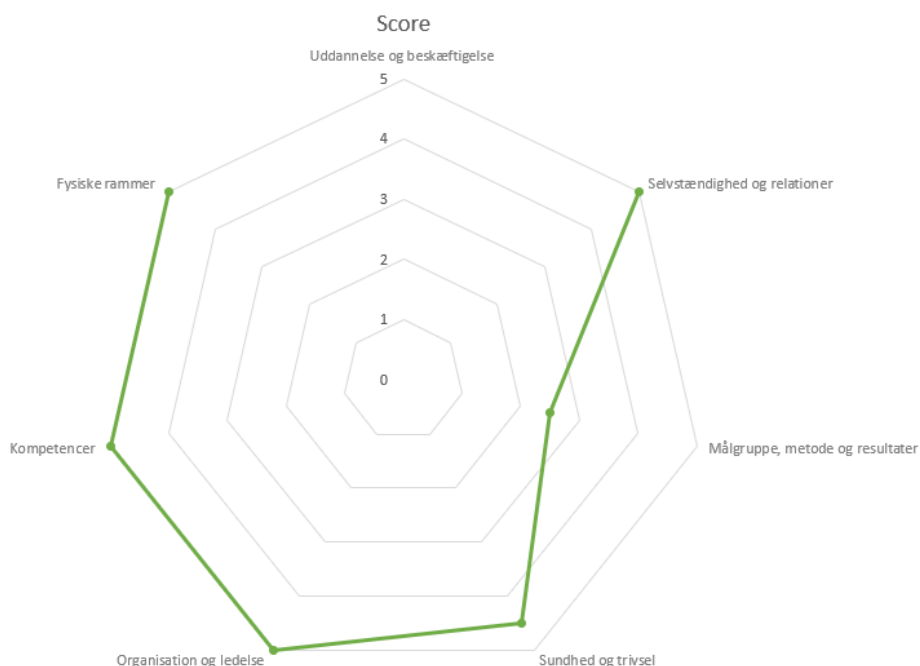 Score
Uddannelse og beskæftigelse
5
4
Fysiske rammer
Selvstændighed og relationer
3
2
1
0
Kompetencer
Målgruppe, metode og resultater
Organisation og ledelse
Sundhed og trivsel